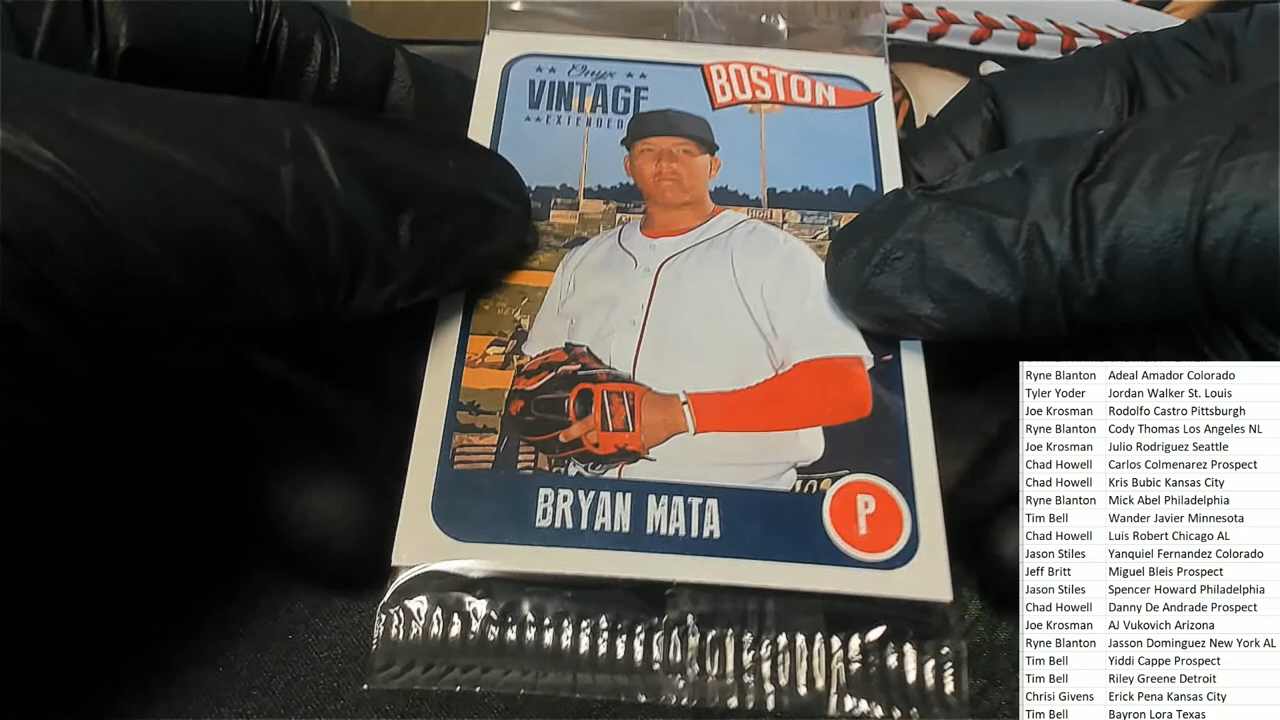 Onyx
VINTAGE
EXTENDED
BOSTON
BRYAN MATA
P
Ryne Blanton Adeal Amador Colorado
Tyler Yoder Jordan Walker St. Louis
Joe Krosman Rodolfo Castro Pittsburgh
Ryne Blanton Cody Thomas Los Angeles NL
Joe Krosman Julio Rodriguez Seattle
Chad Howell Carlos Colmenarez Prospect
Chad Howell Kris Bubic Kansas City
Ryne Blanton Mick Abel Philadelphia
Tim Bell Wander Javier Minnesota
Chad Howell Luis Robert Chicago AL
Jason Stiles Yanquiel Fernandez Colorado
Jeff Britt Miguel Bleis Prospect
Jason Stiles Spencer Howard Philadelphia
Chad Howell Danny De Andrade Prospect
Joe Krosman AJ Vukovich Arizona
Ryne Blanton Jasson Dominguez New York AL
Tim Bell Yiddi Cappe Prospect
Tim Bell Riley Greene Detroit
Chrisi Givens Erick Pena Kansas City
Tim Bell Bayron Lora Texas